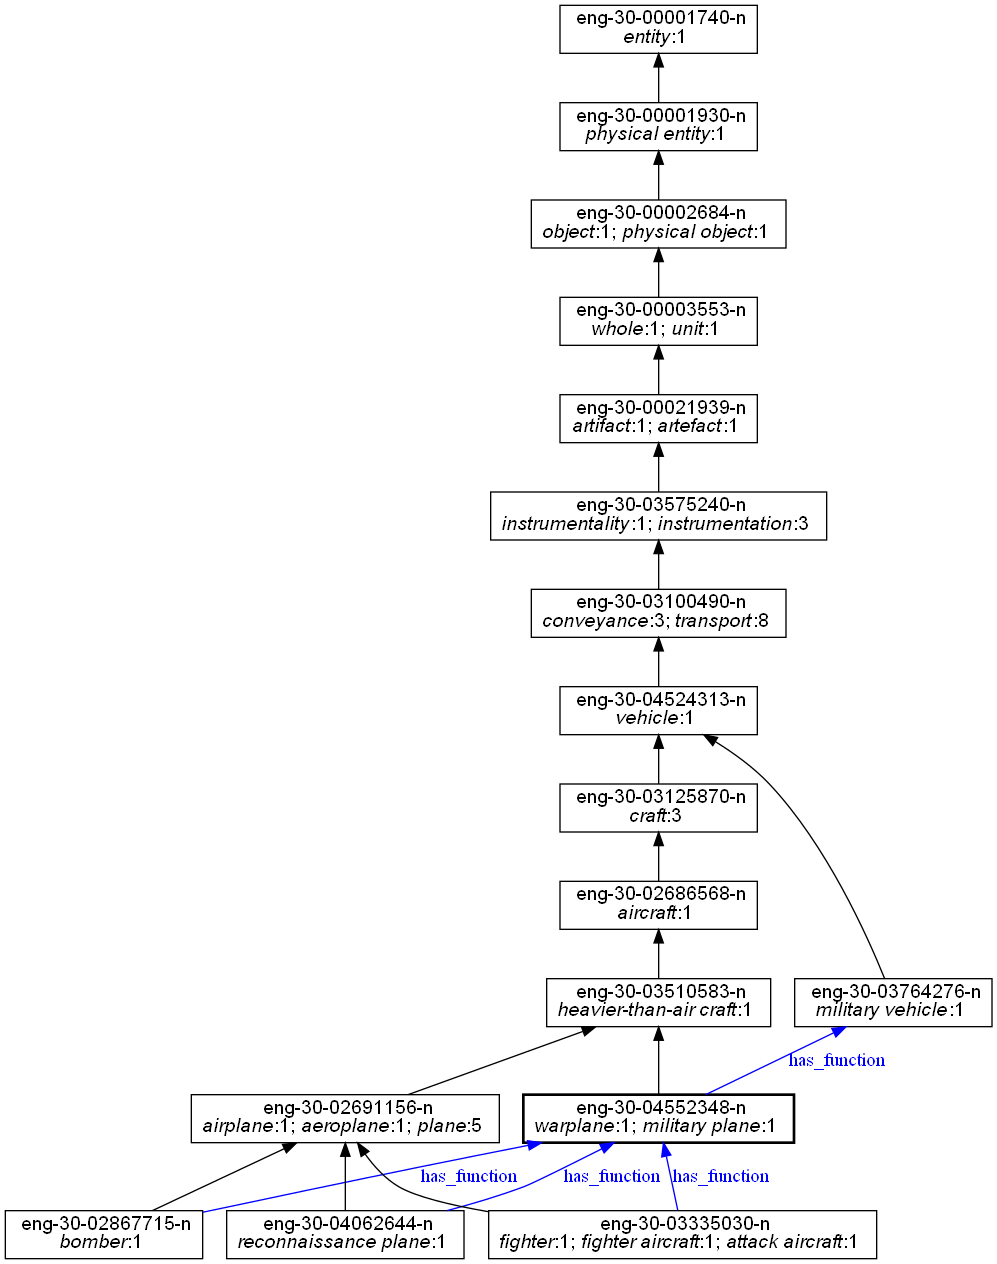 eng-30-00001740-n
entity:1
eng-30-00001930-n
physical entity:1
eng-30-00002684-n
object:1; physical object:1
eng-30-00003553-n
whole:1; unit:1
eng-30-00021939-n
artifact:1; artefact:1
eng-30-03575240-n
instrumentality:1; instrumentation:3
eng-30-03100490-n
conveyance:3; transport:8
eng-30-04524313-n
vehicle:1
eng-30-03125870-n
craft:3
eng-30-02686568-n
aircraft:1
eng-30-03510583-n
heavier-than-air craft:1
eng-30-03764276-n
military vehicle:1
has_function
eng-30-02691156-n
airplane:1; aeroplane:1; plane:5
eng-30-04552348-n
warplane:1; military plane:1
has_function
has_function
has_function
eng-30-02867715-n
bomber:1
eng-30-04062644-n
reconnaissance plane:1
eng-30-03335030-n
fighter:1; fighter aircraft:1; attack aircraft:1